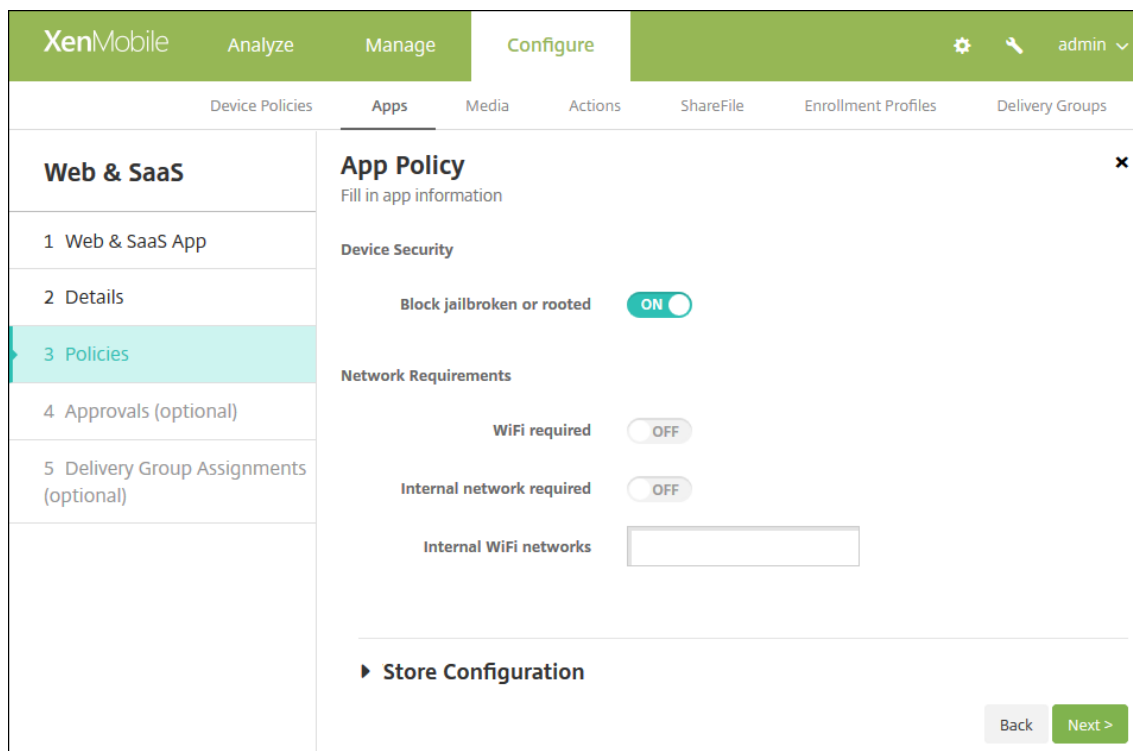 XenMobile Analyze Manage Configure admin
Device Policies Apps Media Actions ShareFile Enrollment Profiles Delivery Groups
Web & SaaS
1 Web & SaaS App
2 Details
3 Policies
4 Approvals (optional)
5 Delivery Group Assignments
(optional)
App Policy
Fill in app information
Device Security
Block jailbroken or rooted ON
Network Requirements
WiFi required OFF
Internal network required OFF
Internal WiFi networks
Store Configuration
Back Next >